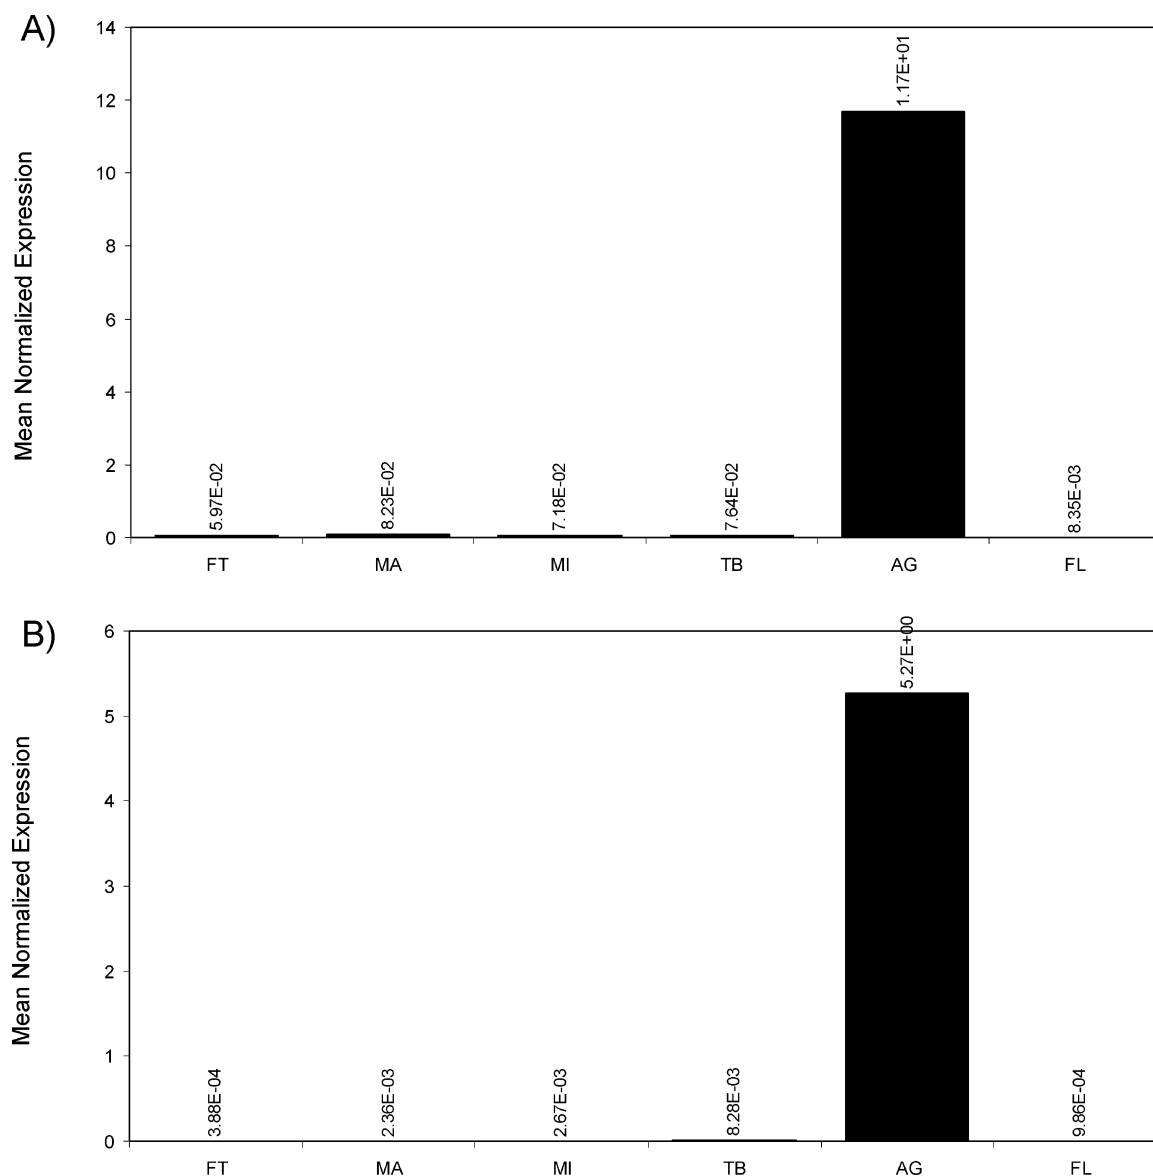 A)
Mean Normalized Expression
14
12
10
8
6
4
2
0
5.97E-02
8.23E-02
7.18E-02
7.64E-02
1.17E+01
8.35E-03
FT MA MI TB AG FL
B)
Mean Normalized Expression
6
5
4
3
2
1
0
3.88E-04
2.36E-03
2.67E-03
8.28E-03
5.27E+00
9.86E-04
FT MA MI TB AG FL